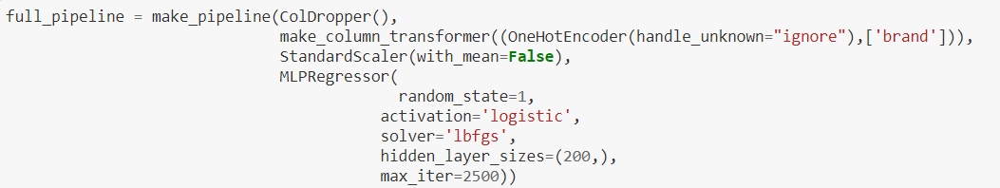 full_pipeline = make_pipeline(ColDropper(),
make_column_transformer((OneHotEncoder(handle_unknown="ignore"),['brand'])),
StandardScaler(with_mean=False),
MLPRegressor(
random_state=1,
activation='logistic',
solver='lbfgs',
hidden_layer_sizes=(200,),
max_iter=2500))